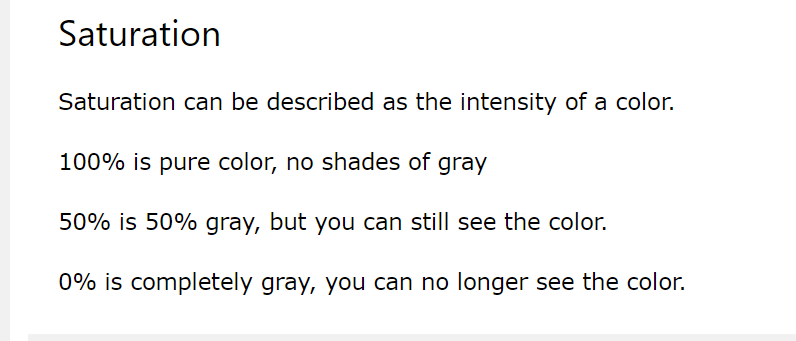 Saturation
Saturation can be described as the intensity of a color.
100% is pure color, no shades of gray
50% is 50% gray, but you can still see the color.
0% is completely gray, you can no longer see the color.